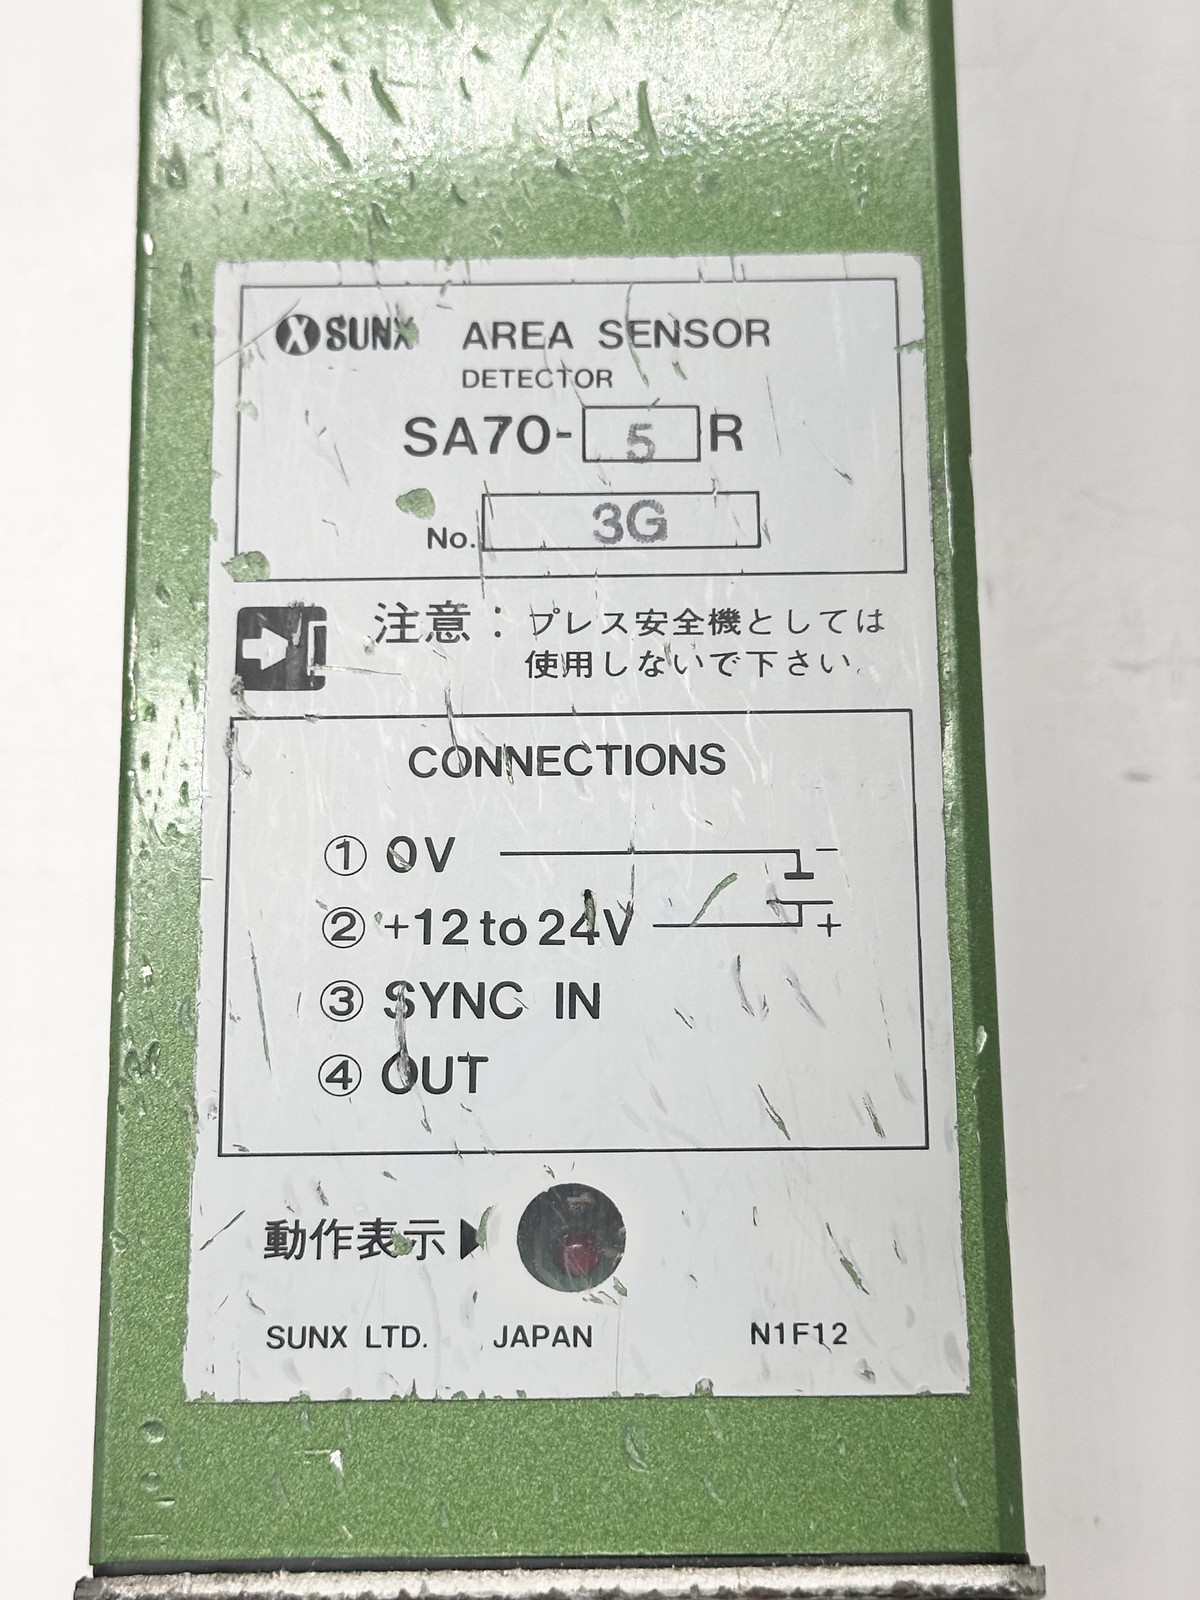 SUNX AREA SENSOR
DETECTOR
SA70-5R
No. 3G
注意：プレス安全機としては
使用しないで下さい。
CONNECTIONS
① 0V −
② +12 to 24V +
③ SYNC IN
④ OUT
動作表示▶
SUNX LTD. JAPAN N1F12